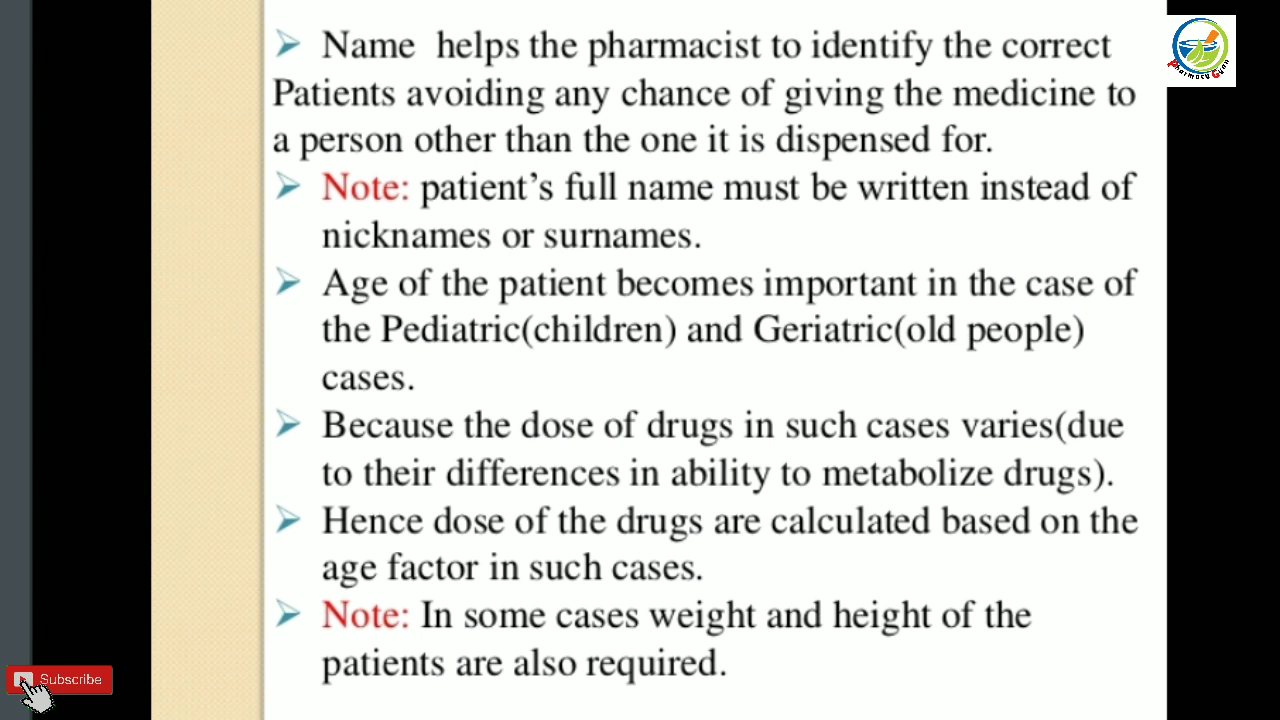 Name helps the pharmacist to identify the correct
Patients avoiding any chance of giving the medicine to
a person other than the one it is dispensed for.
Note: patient's full name must be written instead of
nicknames or surnames.
Age of the patient becomes important in the case of
the Pediatric(children) and Geriatric(old people)
cases.
Because the dose of drugs in such cases varies(due
to their differences in ability to metabolize drugs).
Hence dose of the drugs are calculated based on the
age factor in such cases.
Note: In some cases weight and height of the
patients are also required.
Pharmacy Gyan
Subscribe